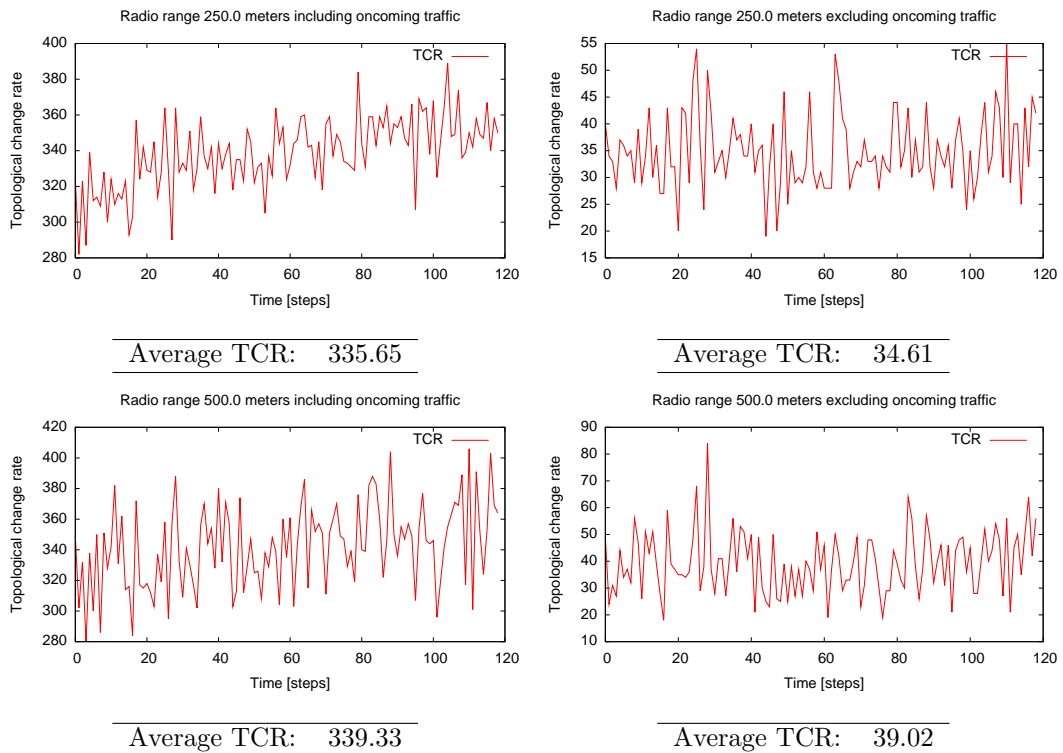 Radio range 250.0 meters including oncoming traffic
400
380
360
340
320
300
280
0 20 40 60 80 100 120
Topological change rate
Time [steps]
TCR
Average TCR: 335.65
Radio range 250.0 meters excluding oncoming traffic
55
50
45
40
35
30
25
20
15
0 20 40 60 80 100 120
Topological change rate
Time [steps]
TCR
Average TCR: 34.61
Radio range 500.0 meters including oncoming traffic
420
400
380
360
340
320
300
280
0 20 40 60 80 100 120
Topological change rate
Time [steps]
TCR
Average TCR: 339.33
Radio range 500.0 meters excluding oncoming traffic
90
80
70
60
50
40
30
20
10
0 20 40 60 80 100 120
Topological change rate
Time [steps]
TCR
Average TCR: 39.02